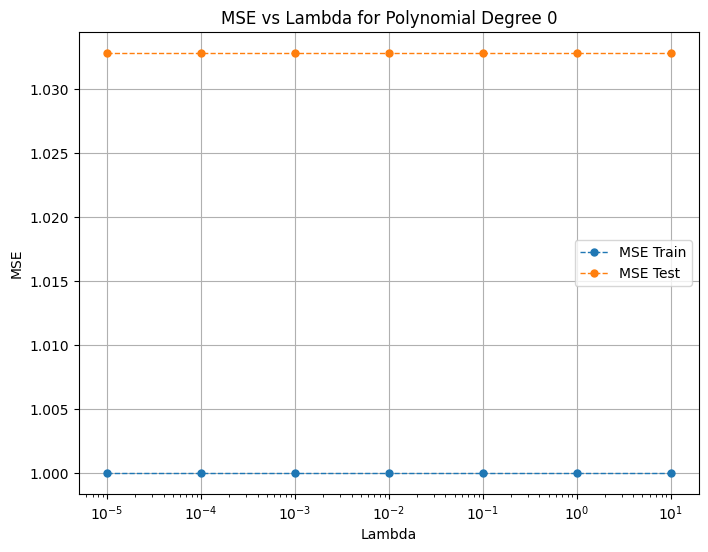 MSE vs Lambda for Polynomial Degree 0
1.030
1.025
1.020
1.015
1.010
1.005
1.000
MSE
MSE Train
MSE Test
10⁻⁵ 10⁻⁴ 10⁻³ 10⁻² 10⁻¹ 10⁰ 10¹
Lambda